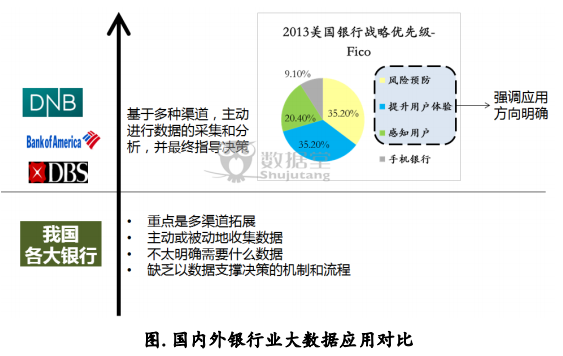 2013美国银行战略优先级-
Fico
9.10%
20.40%
35.20%
35.20%
风险预防
提升用户体验
感知用户
手机银行
强调应用
方向明确
DNB
Bank of America
DBS
基于多种渠道，主动
进行数据的采集和分
析，并最终指导决策
数据堂
Shujutang
我国
各大银行
• 重点是多渠道拓展
• 主动或被动地收集数据
• 不太明确需要什么数据
• 缺乏以数据支撑决策的机制和流程
图. 国内外银行业大数据应用对比